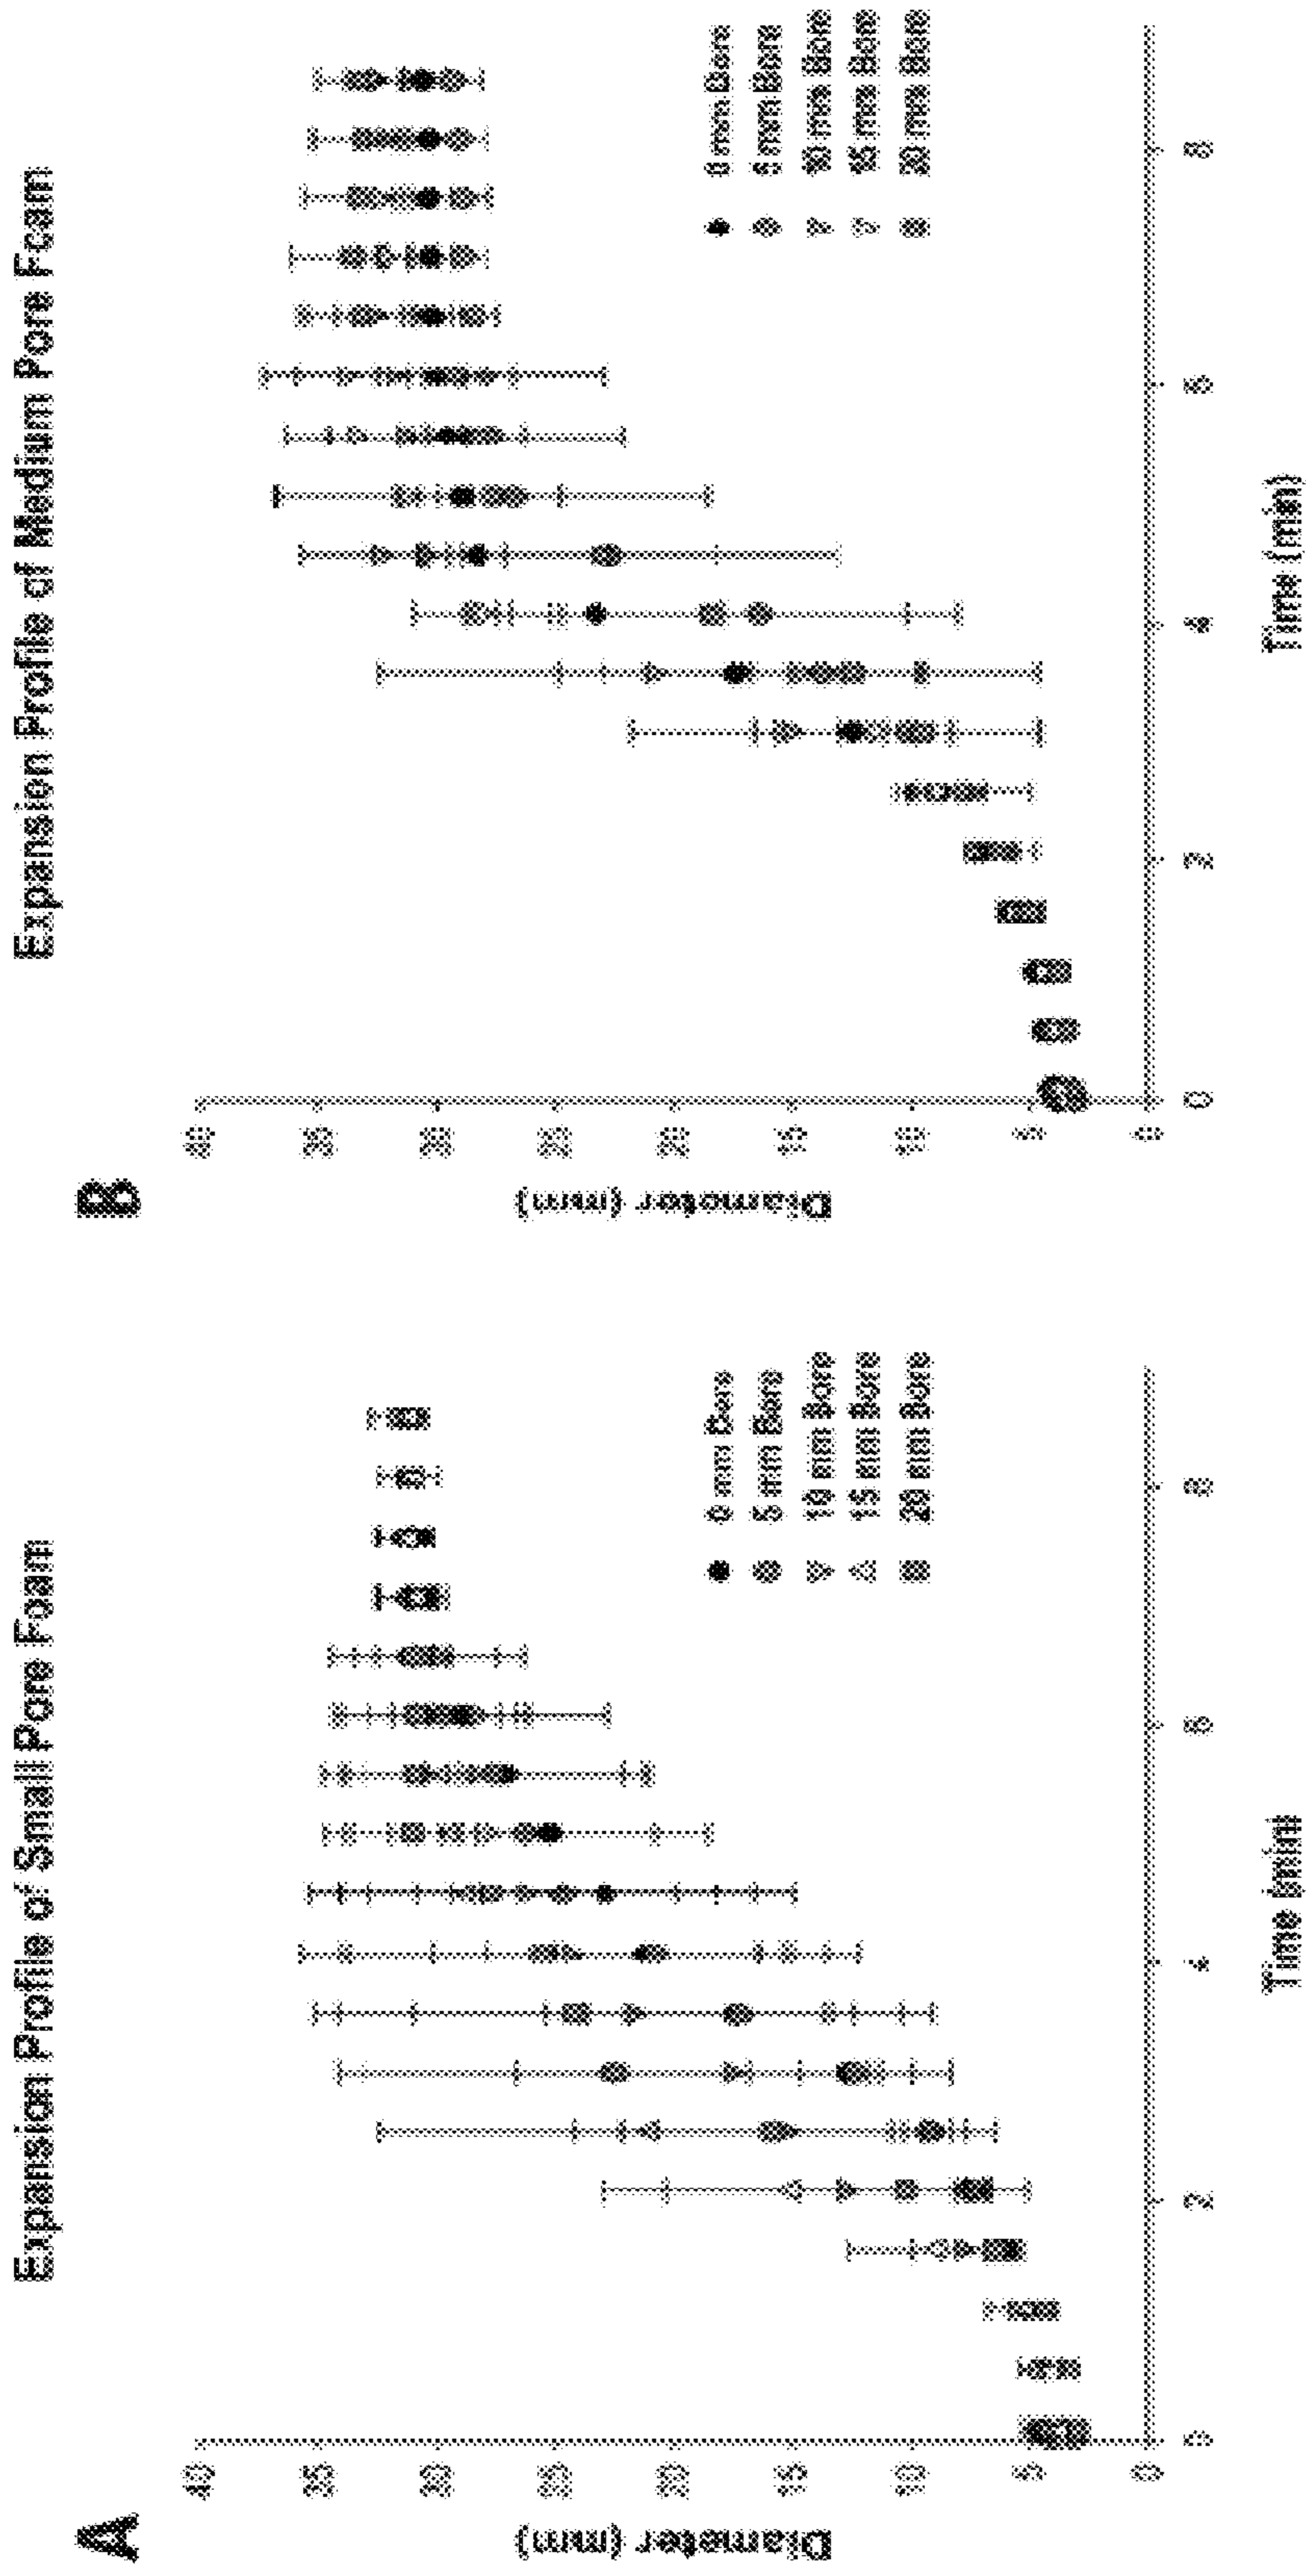 A
Expansion Profile of Small Pore Foam
Diameter (mm)
40
35
30
25
20
15
10
5
0
0
2
4
6
8
Time (min)
0 mm Bore
5 mm Bore
10 mm Bore
15 mm Bore
20 mm Bore
B
Expansion Profile of Medium Pore Foam
Diameter (mm)
40
35
30
25
20
15
10
5
0
0
2
4
6
8
Time (min)
0 mm Bore
5 mm Bore
10 mm Bore
15 mm Bore
20 mm Bore